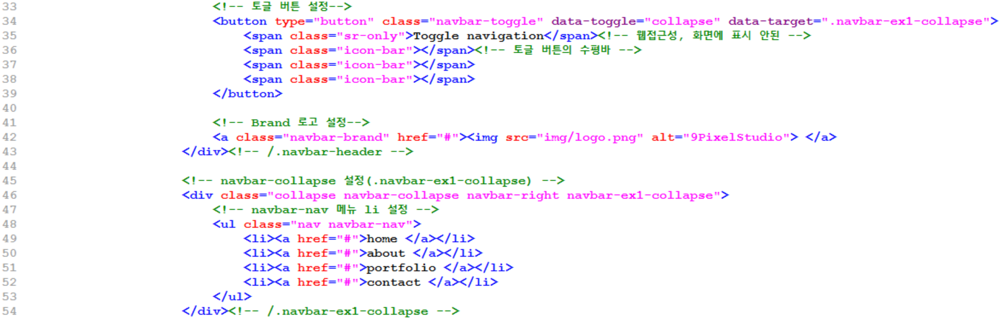 33 <!-- 토글 버튼 설정-->
34 <button type="button" class="navbar-toggle" data-toggle="collapse" data-target=".navbar-ex1-collapse">
35 <span class="sr-only">Toggle navigation</span><!-- 웹접근성, 화면에 표시 안된 -->
36 <span class="icon-bar"></span><!-- 토글 버튼의 수평바 -->
37 <span class="icon-bar"></span>
38 <span class="icon-bar"></span>
39 </button>
40
41 <!-- Brand 로고 설정-->
42 <a class="navbar-brand" href="#"><img src="img/logo.png" alt="9PixelStudio"> </a>
43 </div><!-- /.navbar-header -->
44
45 <!-- navbar-collapse 설정(.navbar-ex1-collapse) -->
46 <div class="collapse navbar-collapse navbar-right navbar-ex1-collapse">
47 <!-- navbar-nav 메뉴 li 설정 -->
48 <ul class="nav navbar-nav">
49 <li><a href="#">home </a></li>
50 <li><a href="#">about </a></li>
51 <li><a href="#">portfolio </a></li>
52 <li><a href="#">contact </a></li>
53 </ul>
54 </div><!-- /.navbar-ex1-collapse -->